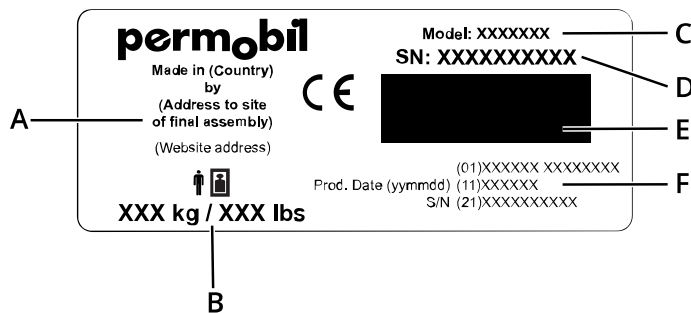 permobil
Made in (Country)
by
(Address to site
of final assembly)
(Website address)
XXX kg / XXX lbs
CE
Model: XXXXXXX
SN: XXXXXXXXXX
(01)XXXXXX XXXXXXXX
Prod. Date (yymmdd) (11)XXXXXX
S/N (21)XXXXXXXXXX
A
B
C
D
E
F